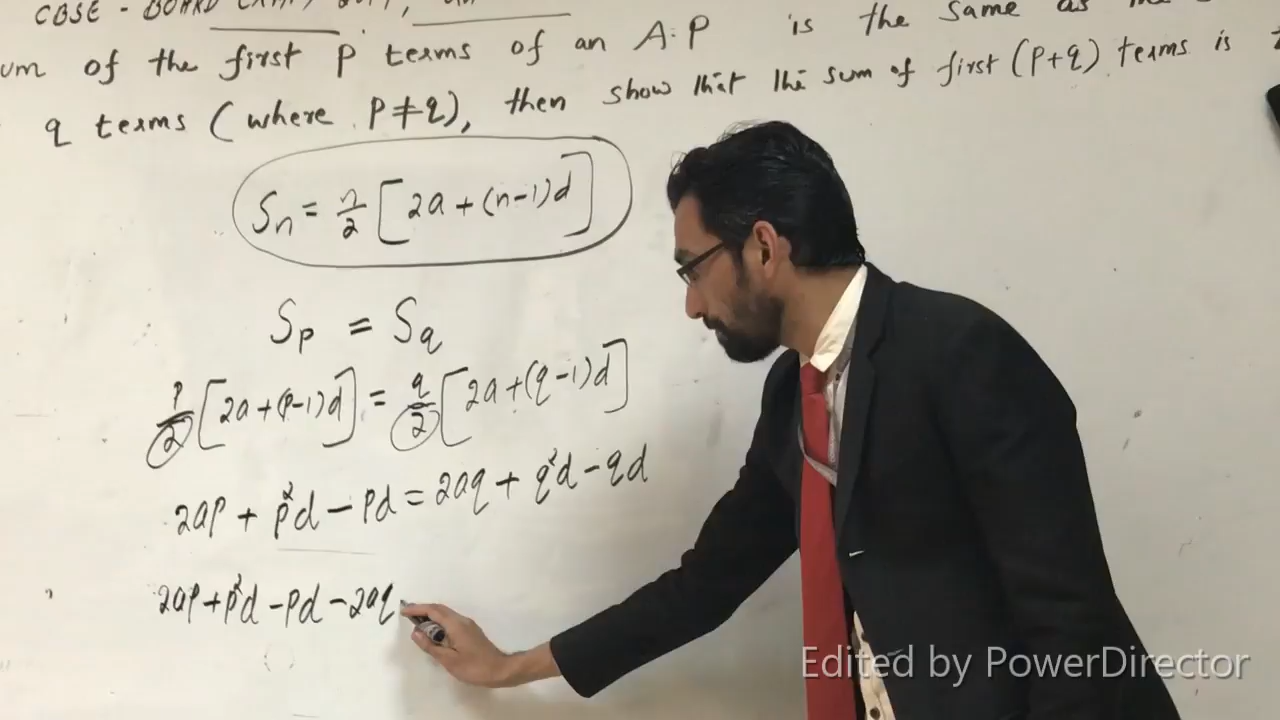 CBSE - BOARD EXAM 2019,
um of the first p terms of an A.P is the same as
q terms (where p≠q), then show that the sum of first (p+q) terms is
Sn = n/2 [2a + (n-1)d]
Sp = Sq
p/2 [2a + (p-1)d] = q/2 [2a + (q-1)d]
2ap + p²d - pd = 2aq + q²d - qd
2ap + p²d - pd - 2aq
Edited by PowerDirector